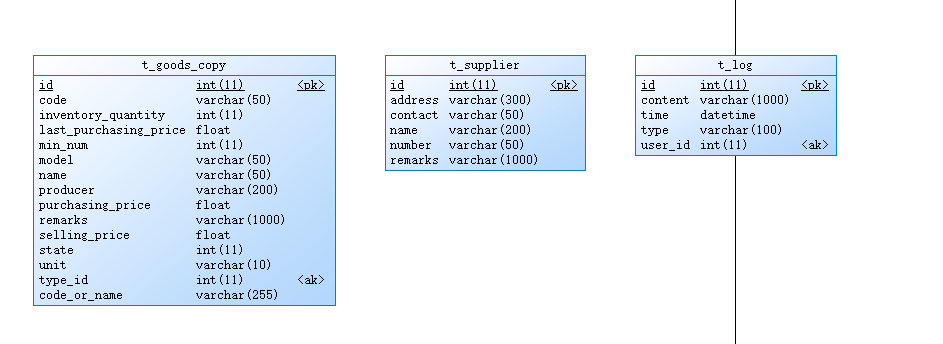 t_goods_copy
id int(11) <pk>
code varchar(50)
inventory_quantity int(11)
last_purchasing_price float
min_num int(11)
model varchar(50)
name varchar(50)
producer varchar(200)
purchasing_price float
remarks varchar(1000)
selling_price float
state int(11)
unit varchar(10)
type_id int(11) <ak>
code_or_name varchar(255)
t_supplier
id int(11) <pk>
address varchar(300)
contact varchar(50)
name varchar(200)
number varchar(50)
remarks varchar(1000)
t_log
id int(11) <pk>
content varchar(1000)
time datetime
type varchar(100)
user_id int(11) <ak>